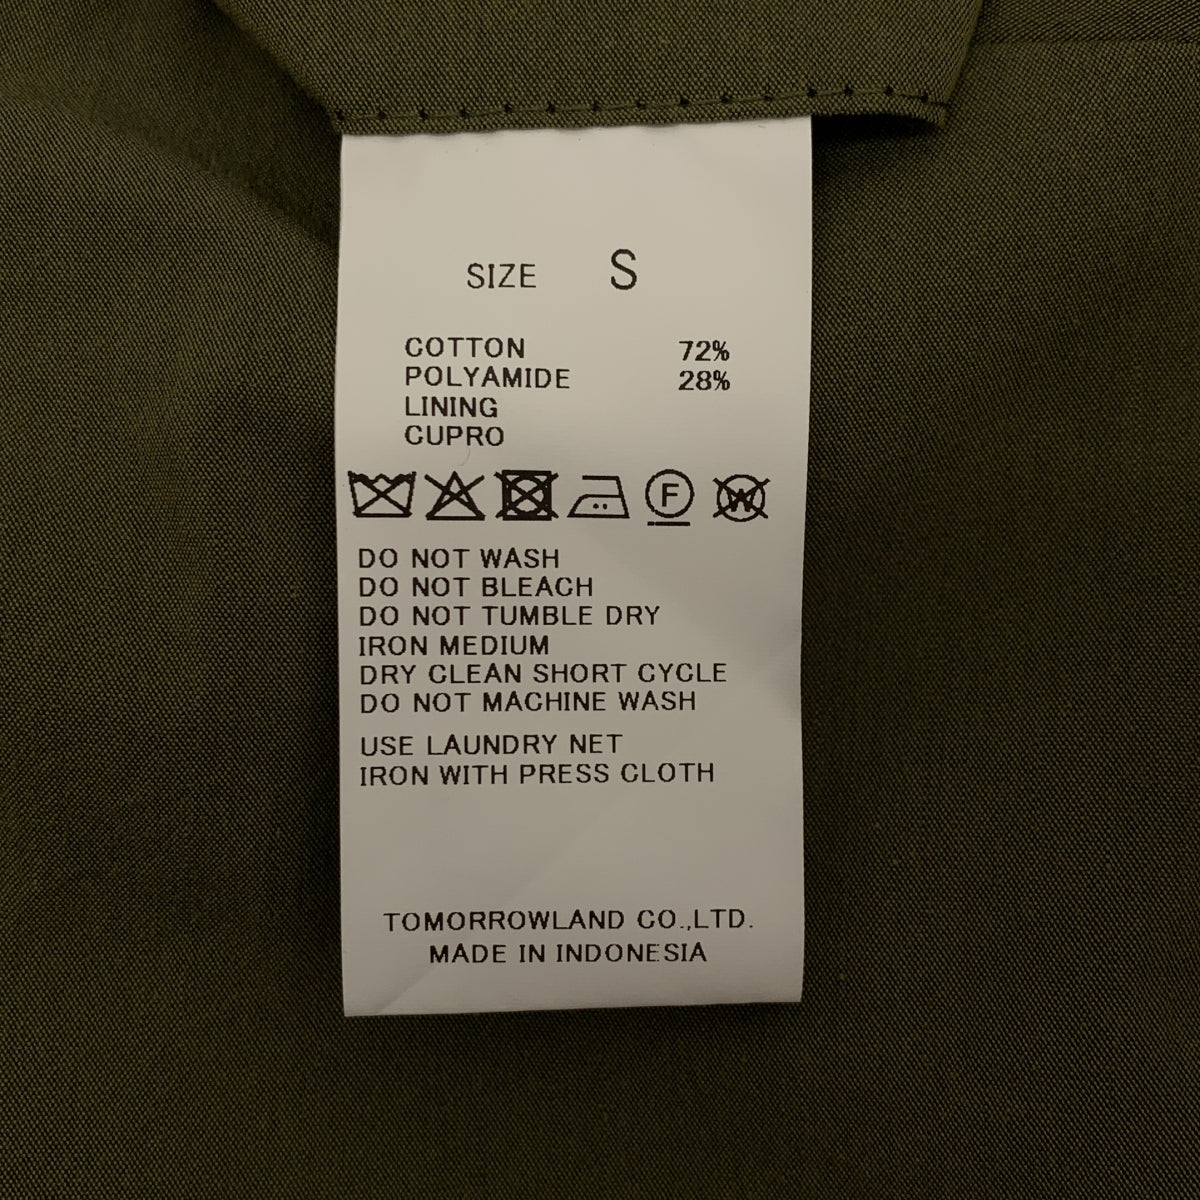 SIZE S
COTTON 72%
POLYAMIDE 28%
LINING
CUPRO
F W
DO NOT WASH
DO NOT BLEACH
DO NOT TUMBLE DRY
IRON MEDIUM
DRY CLEAN SHORT CYCLE
DO NOT MACHINE WASH
USE LAUNDRY NET
IRON WITH PRESS CLOTH
TOMORROWLAND CO.,LTD.
MADE IN INDONESIA